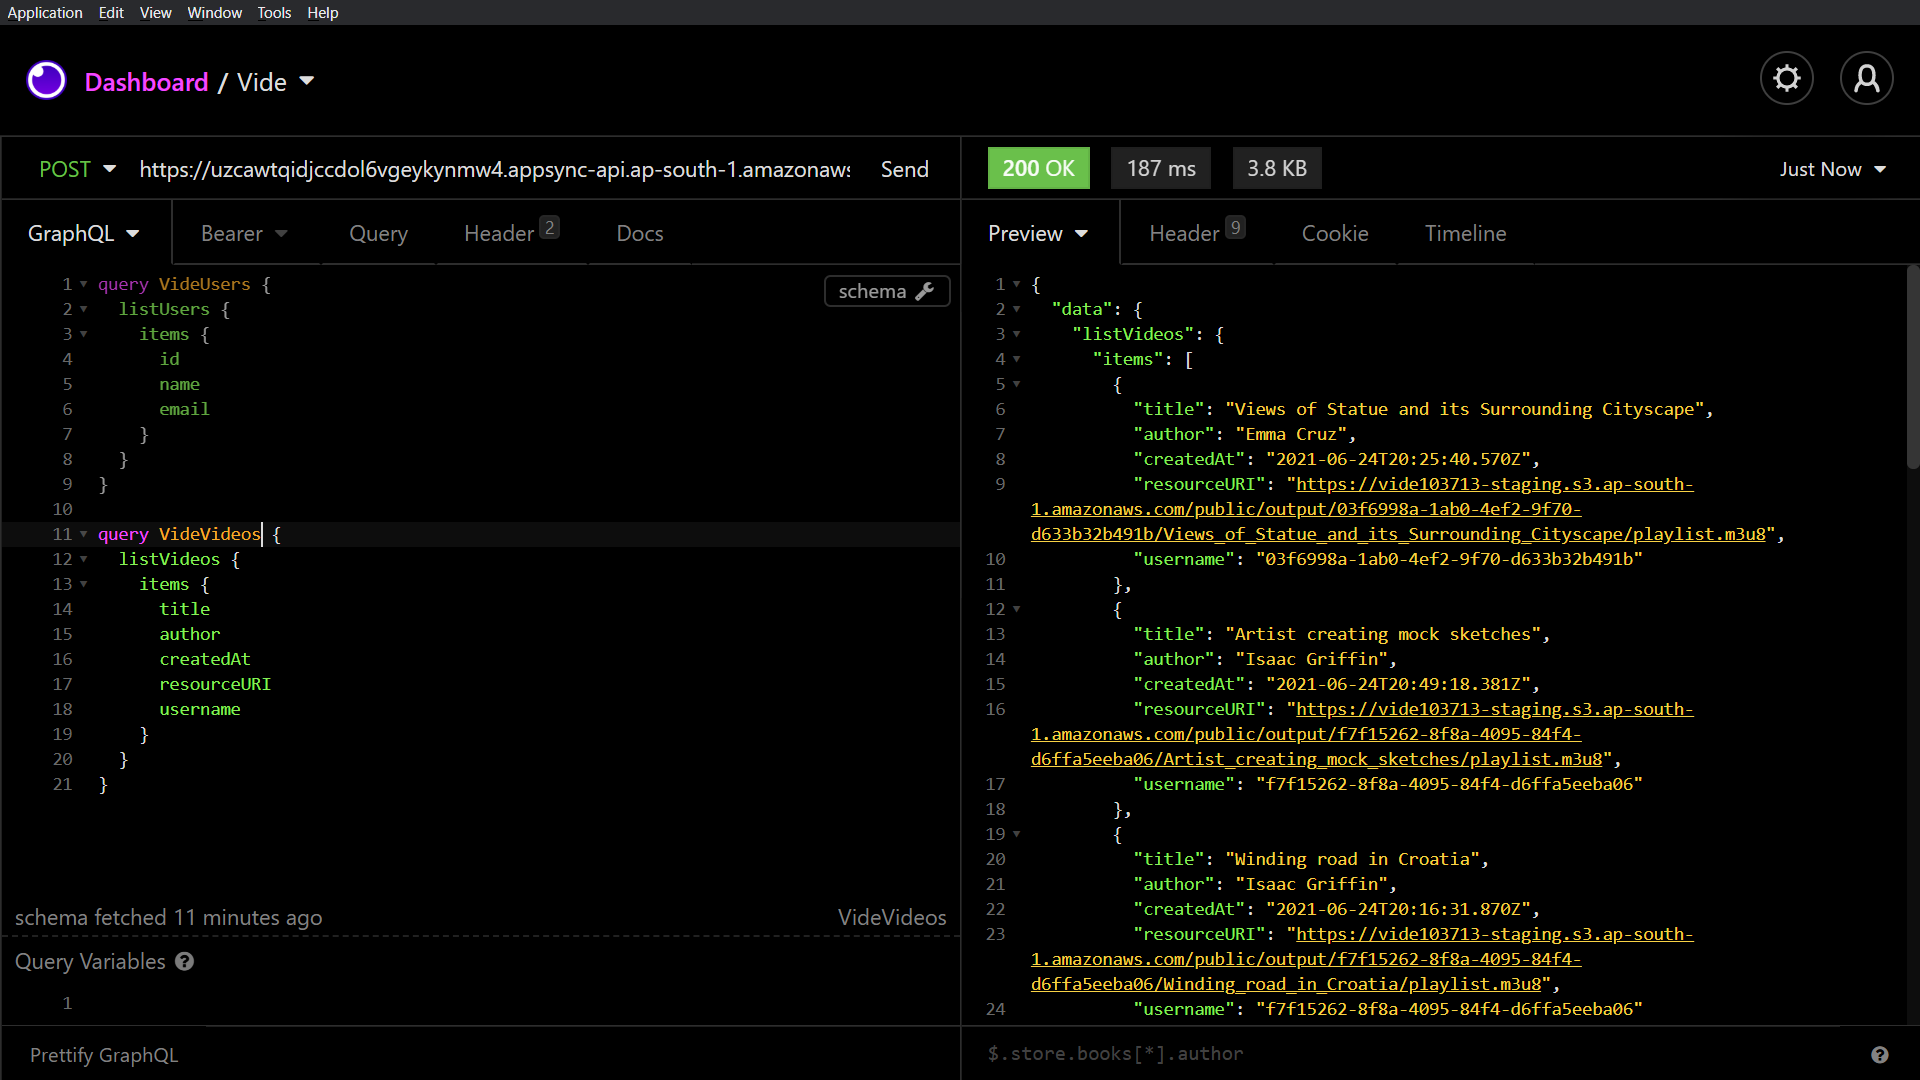 Application Edit View Window Tools Help
Dashboard / Vide
POST https://uzcawtqidjccdol6vgeykynmw4.appsync-api.ap-south-1.amazonaws Send
200 OK 187 ms 3.8 KB Just Now
GraphQL Bearer Query Header 2 Docs
Preview Header 9 Cookie Timeline
schema
1 query VideUsers {
2 listUsers {
3 items {
4 id
5 name
6 email
7 }
8 }
9 }
10
11 query VideVideos {
12 listVideos {
13 items {
14 title
15 author
16 createdAt
17 resourceURI
18 username
19 }
20 }
21 }
schema fetched 11 minutes ago VideVideos
Query Variables ?
1
Prettify GraphQL
1 {
2 "data": {
3 "listVideos": {
4 "items": [
5 {
6 "title": "Views of Statue and its Surrounding Cityscape",
7 "author": "Emma Cruz",
8 "createdAt": "2021-06-24T20:25:40.570Z",
9 "resourceURI": "https://vide103713-staging.s3.ap-south-
1.amazonaws.com/public/output/03f6998a-1ab0-4ef2-9f70-
d633b32b491b/Views_of_Statue_and_its_Surrounding_Cityscape/playlist.m3u8",
10 "username": "03f6998a-1ab0-4ef2-9f70-d633b32b491b"
11 },
12 {
13 "title": "Artist creating mock sketches",
14 "author": "Isaac Griffin",
15 "createdAt": "2021-06-24T20:49:18.381Z",
16 "resourceURI": "https://vide103713-staging.s3.ap-south-
1.amazonaws.com/public/output/f7f15262-8f8a-4095-84f4-
d6ffa5eeba06/Artist_creating_mock_sketches/playlist.m3u8",
17 "username": "f7f15262-8f8a-4095-84f4-d6ffa5eeba06"
18 },
19 {
20 "title": "Winding road in Croatia",
21 "author": "Isaac Griffin",
22 "createdAt": "2021-06-24T20:16:31.870Z",
23 "resourceURI": "https://vide103713-staging.s3.ap-south-
1.amazonaws.com/public/output/f7f15262-8f8a-4095-84f4-
d6ffa5eeba06/Winding_road_in_Croatia/playlist.m3u8",
24 "username": "f7f15262-8f8a-4095-84f4-d6ffa5eeba06"
$.store.books[*].author ?